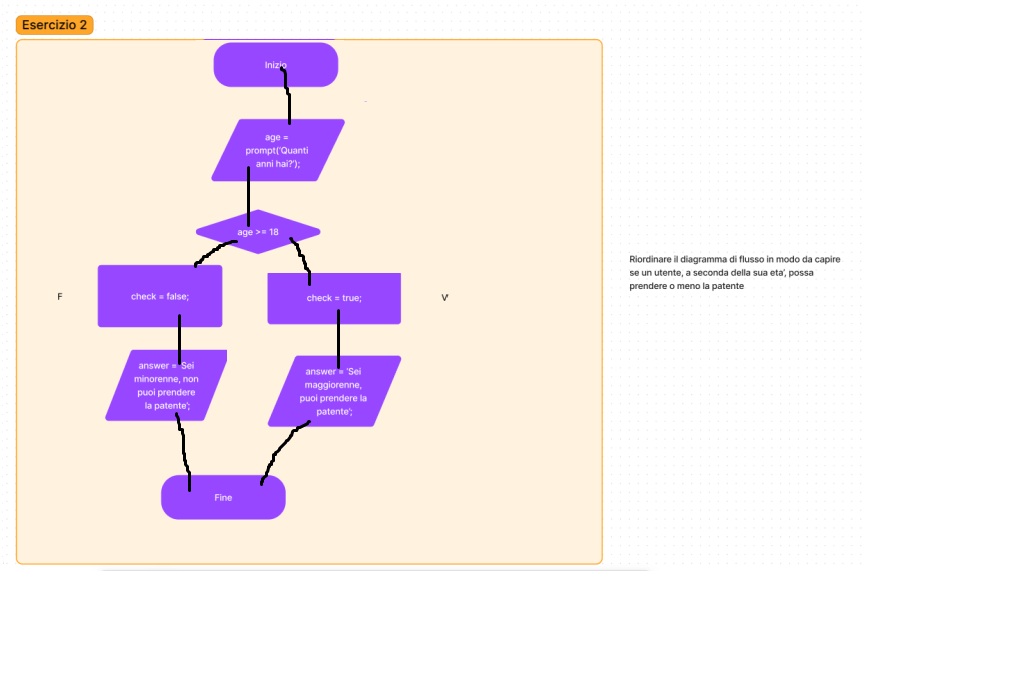 Esercizio 2
Inizio
age =
prompt('Quanti
anni hai?');
age >= 18
Riordinare il diagramma di flusso in modo da capire
se un utente, a seconda della sua eta', possa
prendere o meno la patente
F
check = false;
check = true;
V'
answer = 'Sei
minorenne, non
puoi prendere
la patente';
answer = 'Sei
maggiorenne,
puoi prendere la
patente';
Fine